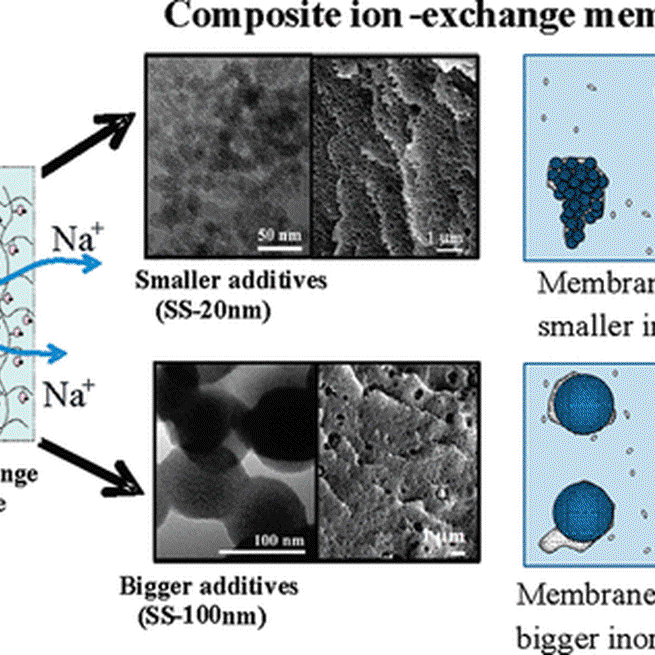 Composite ion-exchange mem
Na+
Na+
nge
e
50 nm
1 μm
Smaller additives
(SS-20nm)
100 nm
1 μm
Bigger additives
(SS-100nm)
Membran
smaller in
Membrane
bigger inor